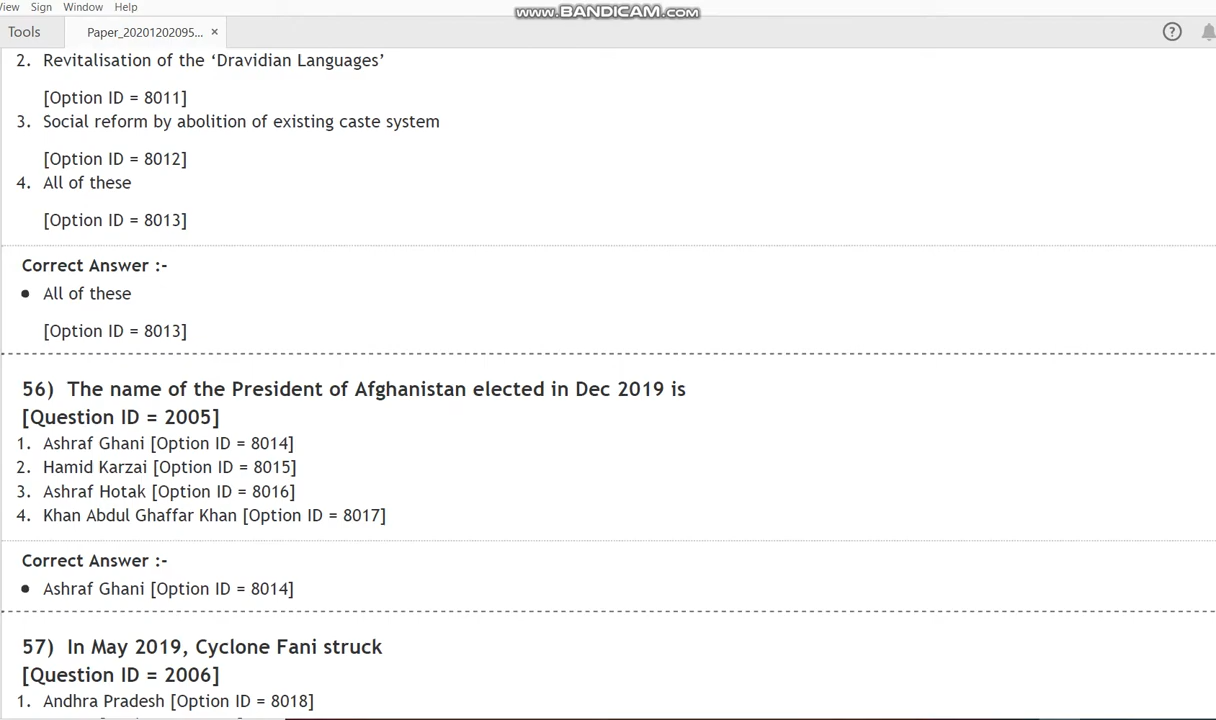 View Sign Window Help
www.BANDICAM.com
Tools Paper_20201202095... ×
2. Revitalisation of the ‘Dravidian Languages’
[Option ID = 8011]
3. Social reform by abolition of existing caste system
[Option ID = 8012]
4. All of these
[Option ID = 8013]
Correct Answer :-
• All of these
[Option ID = 8013]
56) The name of the President of Afghanistan elected in Dec 2019 is
[Question ID = 2005]
1. Ashraf Ghani [Option ID = 8014]
2. Hamid Karzai [Option ID = 8015]
3. Ashraf Hotak [Option ID = 8016]
4. Khan Abdul Ghaffar Khan [Option ID = 8017]
Correct Answer :-
• Ashraf Ghani [Option ID = 8014]
57) In May 2019, Cyclone Fani struck
[Question ID = 2006]
1. Andhra Pradesh [Option ID = 8018]